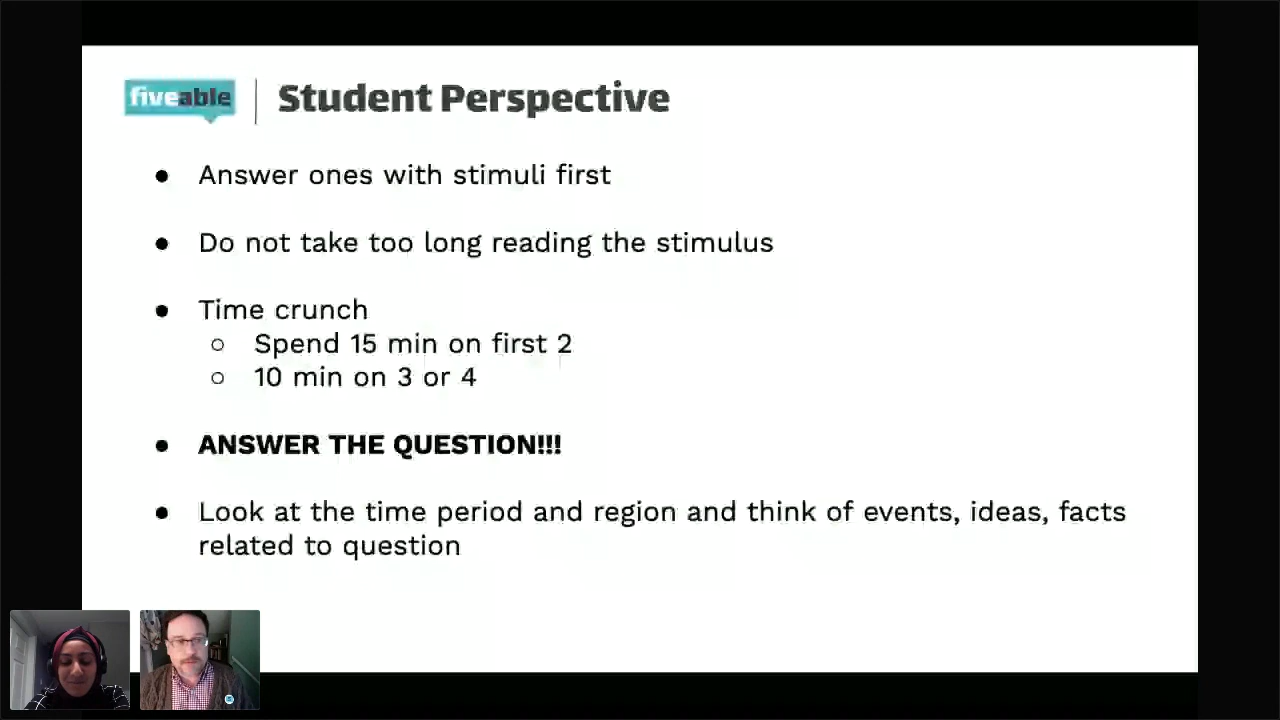 fiveable
Student Perspective
● Answer ones with stimuli first
● Do not take too long reading the stimulus
● Time crunch
○ Spend 15 min on first 2
○ 10 min on 3 or 4
● ANSWER THE QUESTION!!!
● Look at the time period and region and think of events, ideas, facts
related to question